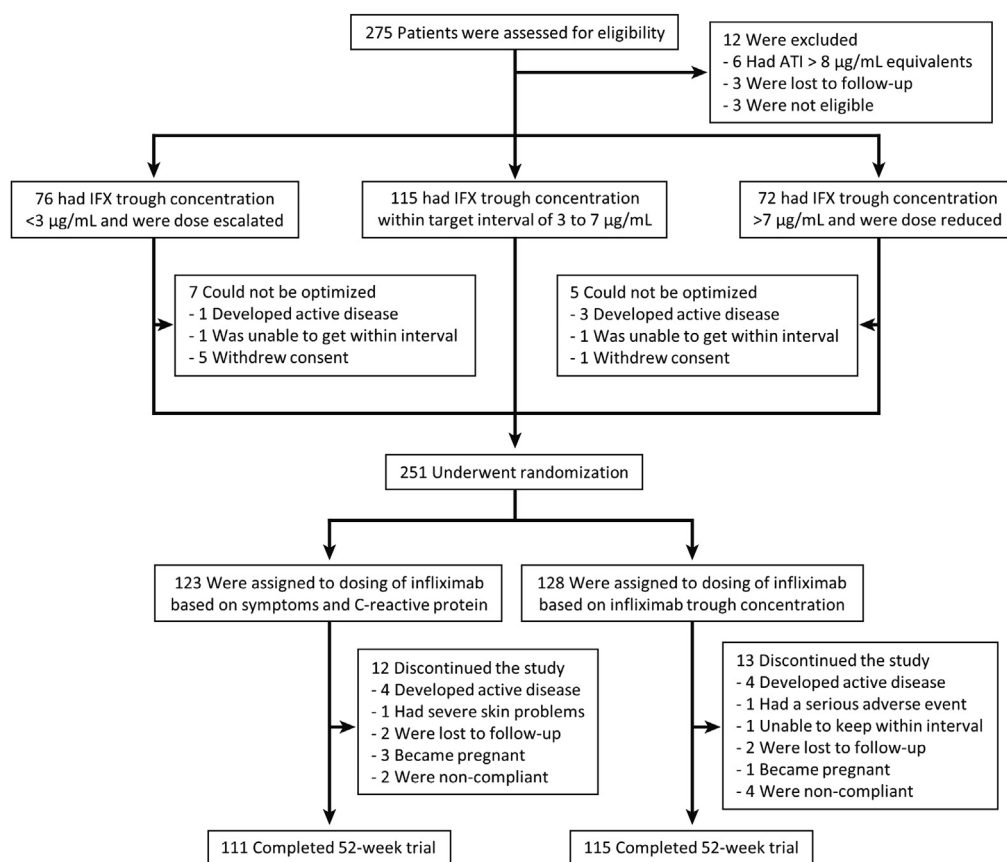 275 Patients were assessed for eligibility
12 Were excluded
- 6 Had ATI > 8 µg/mL equivalents
- 3 Were lost to follow-up
- 3 Were not eligible
76 had IFX trough concentration
<3 µg/mL and were dose escalated
115 had IFX trough concentration
within target interval of 3 to 7 µg/mL
72 had IFX trough concentration
>7 µg/mL and were dose reduced
7 Could not be optimized
- 1 Developed active disease
- 1 Was unable to get within interval
- 5 Withdrew consent
5 Could not be optimized
- 3 Developed active disease
- 1 Was unable to get within interval
- 1 Withdrew consent
251 Underwent randomization
123 Were assigned to dosing of infliximab
based on symptoms and C-reactive protein
128 Were assigned to dosing of infliximab
based on infliximab trough concentration
12 Discontinued the study
- 4 Developed active disease
- 1 Had severe skin problems
- 2 Were lost to follow-up
- 3 Became pregnant
- 2 Were non-compliant
13 Discontinued the study
- 4 Developed active disease
- 1 Had a serious adverse event
- 1 Unable to keep within interval
- 2 Were lost to follow-up
- 1 Became pregnant
- 4 Were non-compliant
111 Completed 52-week trial
115 Completed 52-week trial